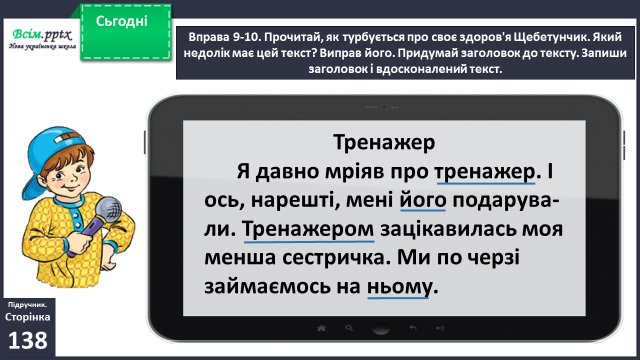 Всім.pptx
Нова українська школа
Сьогодні
Вправа 9-10. Прочитай, як турбується про своє здоров'я Щебетунчик. Який
недолік має цей текст? Виправ його. Придумай заголовок до тексту. Запиши
заголовок і вдосконалений текст.
Тренажер
Я давно мріяв про тренажер. І
ось, нарешті, мені його подарува-
ли. Тренажером зацікавилась моя
менша сестричка. Ми по черзі
займаємось на ньому.
Підручник.
Сторінка
138